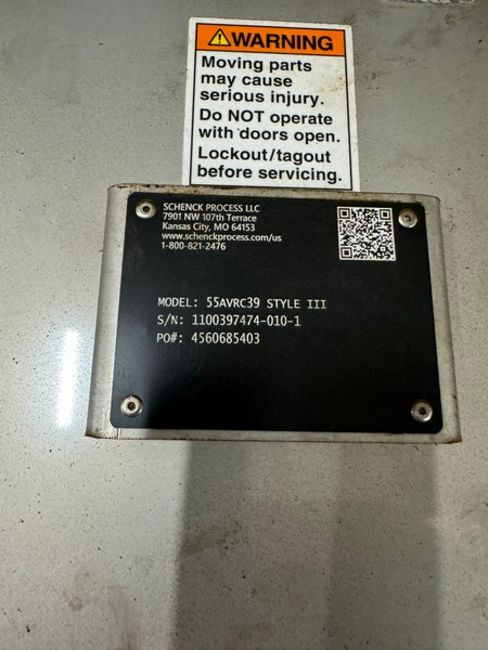 WARNING
Moving parts
may cause
serious injury.
Do NOT operate
with doors open.
Lockout/tagout
before servicing.
SCHENCK PROCESS LLC
7901 NW 107th Terrace
Kansas City, MO 64153
www.schenckprocess.com/us
1-800-821-2476
MODEL: 55AVRC39 STYLE III
S/N: 1100397474-010-1
PO#: 4560685403